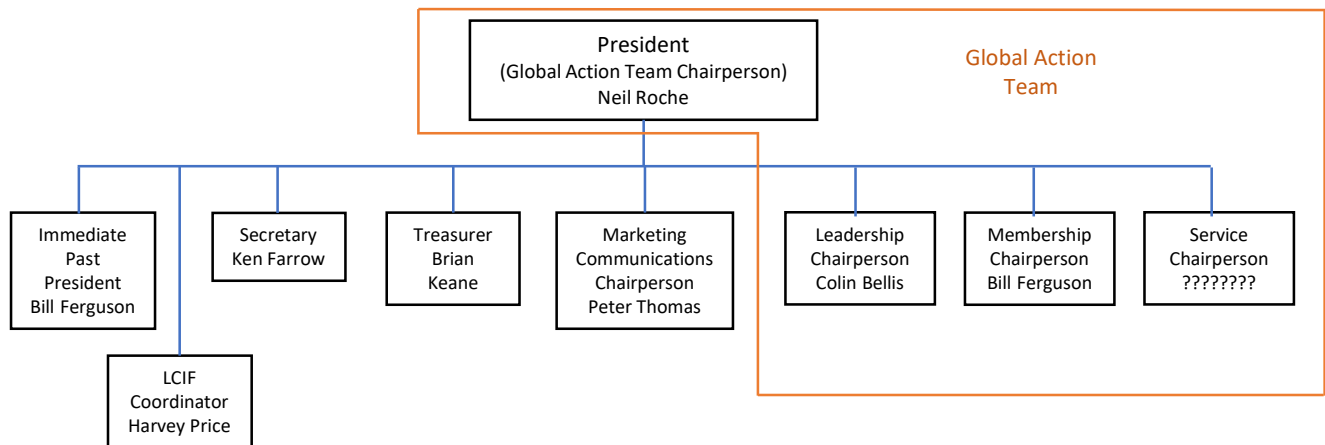 President
(Global Action Team Chairperson)
Neil Roche
Global Action
Team
Immediate
Past
President
Bill Ferguson
Secretary
Ken Farrow
Treasurer
Brian
Keane
Marketing
Communications
Chairperson
Peter Thomas
Leadership
Chairperson
Colin Bellis
Membership
Chairperson
Bill Ferguson
Service
Chairperson
????????
LCIF
Coordinator
Harvey Price